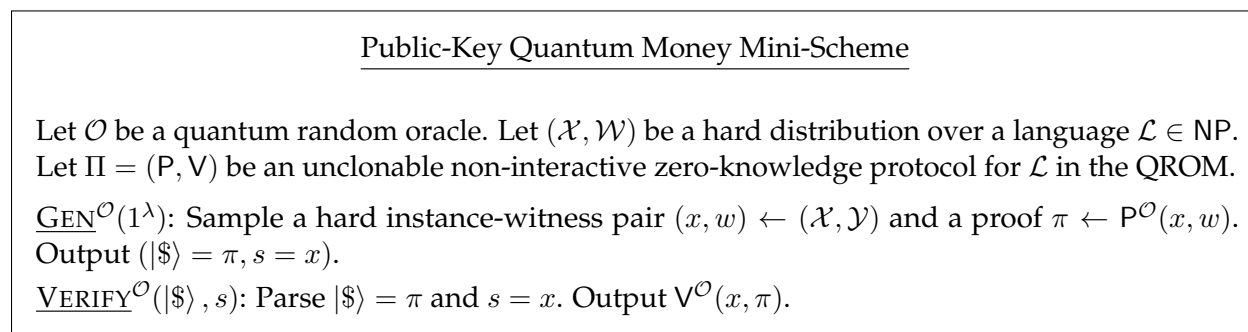 Public-Key Quantum Money Mini-Scheme
Let 𝒪 be a quantum random oracle. Let (𝒳, 𝒲) be a hard distribution over a language ℒ ∈ NP.
Let Π = (P, V) be an unclonable non-interactive zero-knowledge protocol for ℒ in the QROM.
GEN^𝒪(1^λ): Sample a hard instance-witness pair (x, w) ← (𝒳, 𝒴) and a proof π ← P^𝒪(x, w).
Output (|$⟩ = π, s = x).
VERIFY^𝒪(|$⟩, s): Parse |$⟩ = π and s = x. Output V^𝒪(x, π).